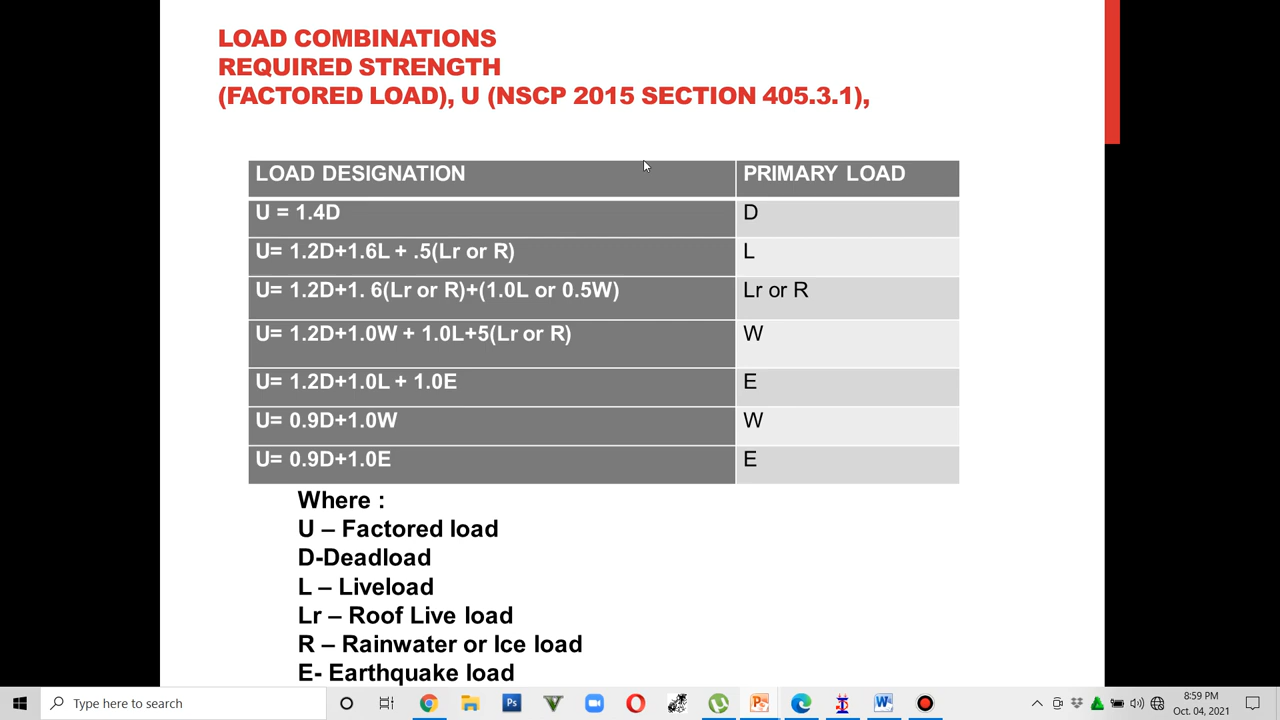 LOAD COMBINATIONS
REQUIRED STRENGTH
(FACTORED LOAD), U (NSCP 2015 SECTION 405.3.1),
LOAD DESIGNATION PRIMARY LOAD
U = 1.4D D
U= 1.2D+1.6L + .5(Lr or R) L
U= 1.2D+1. 6(Lr or R)+(1.0L or 0.5W) Lr or R
U= 1.2D+1.0W + 1.0L+5(Lr or R) W
U= 1.2D+1.0L + 1.0E E
U= 0.9D+1.0W W
U= 0.9D+1.0E E
Where :
U – Factored load
D-Deadload
L – Liveload
Lr – Roof Live load
R – Rainwater or Ice load
E- Earthquake load
Type here to search
8:59 PM
Oct. 04, 2021